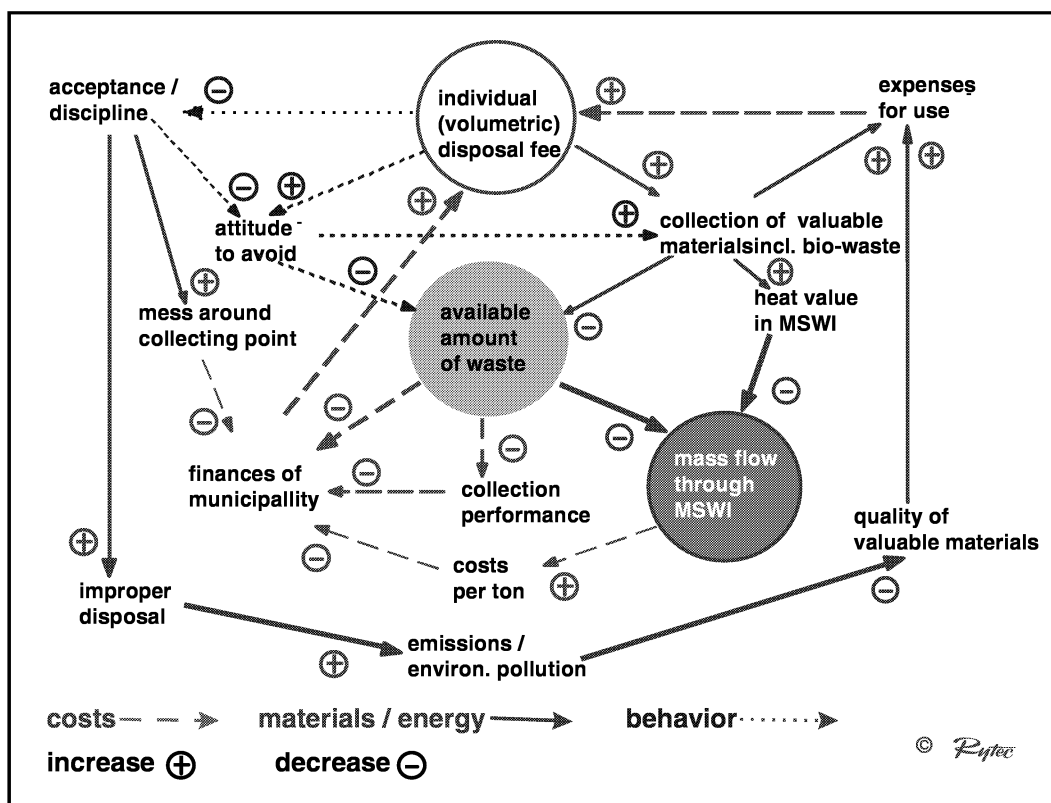 acceptance /
discipline
individual
(volumetric)
disposal fee
expenses
for use
attitude
to avoid
collection of valuable
materialsincl. bio-waste
mess around
collecting point
available
amount
of waste
heat value
in MSWI
finances of
municipallity
collection
performance
mass flow
through
MSWI
quality of
valuable materials
costs
per ton
improper
disposal
emissions /
environ. pollution
costs
materials / energy
behavior
increase +
decrease −
© Rytec